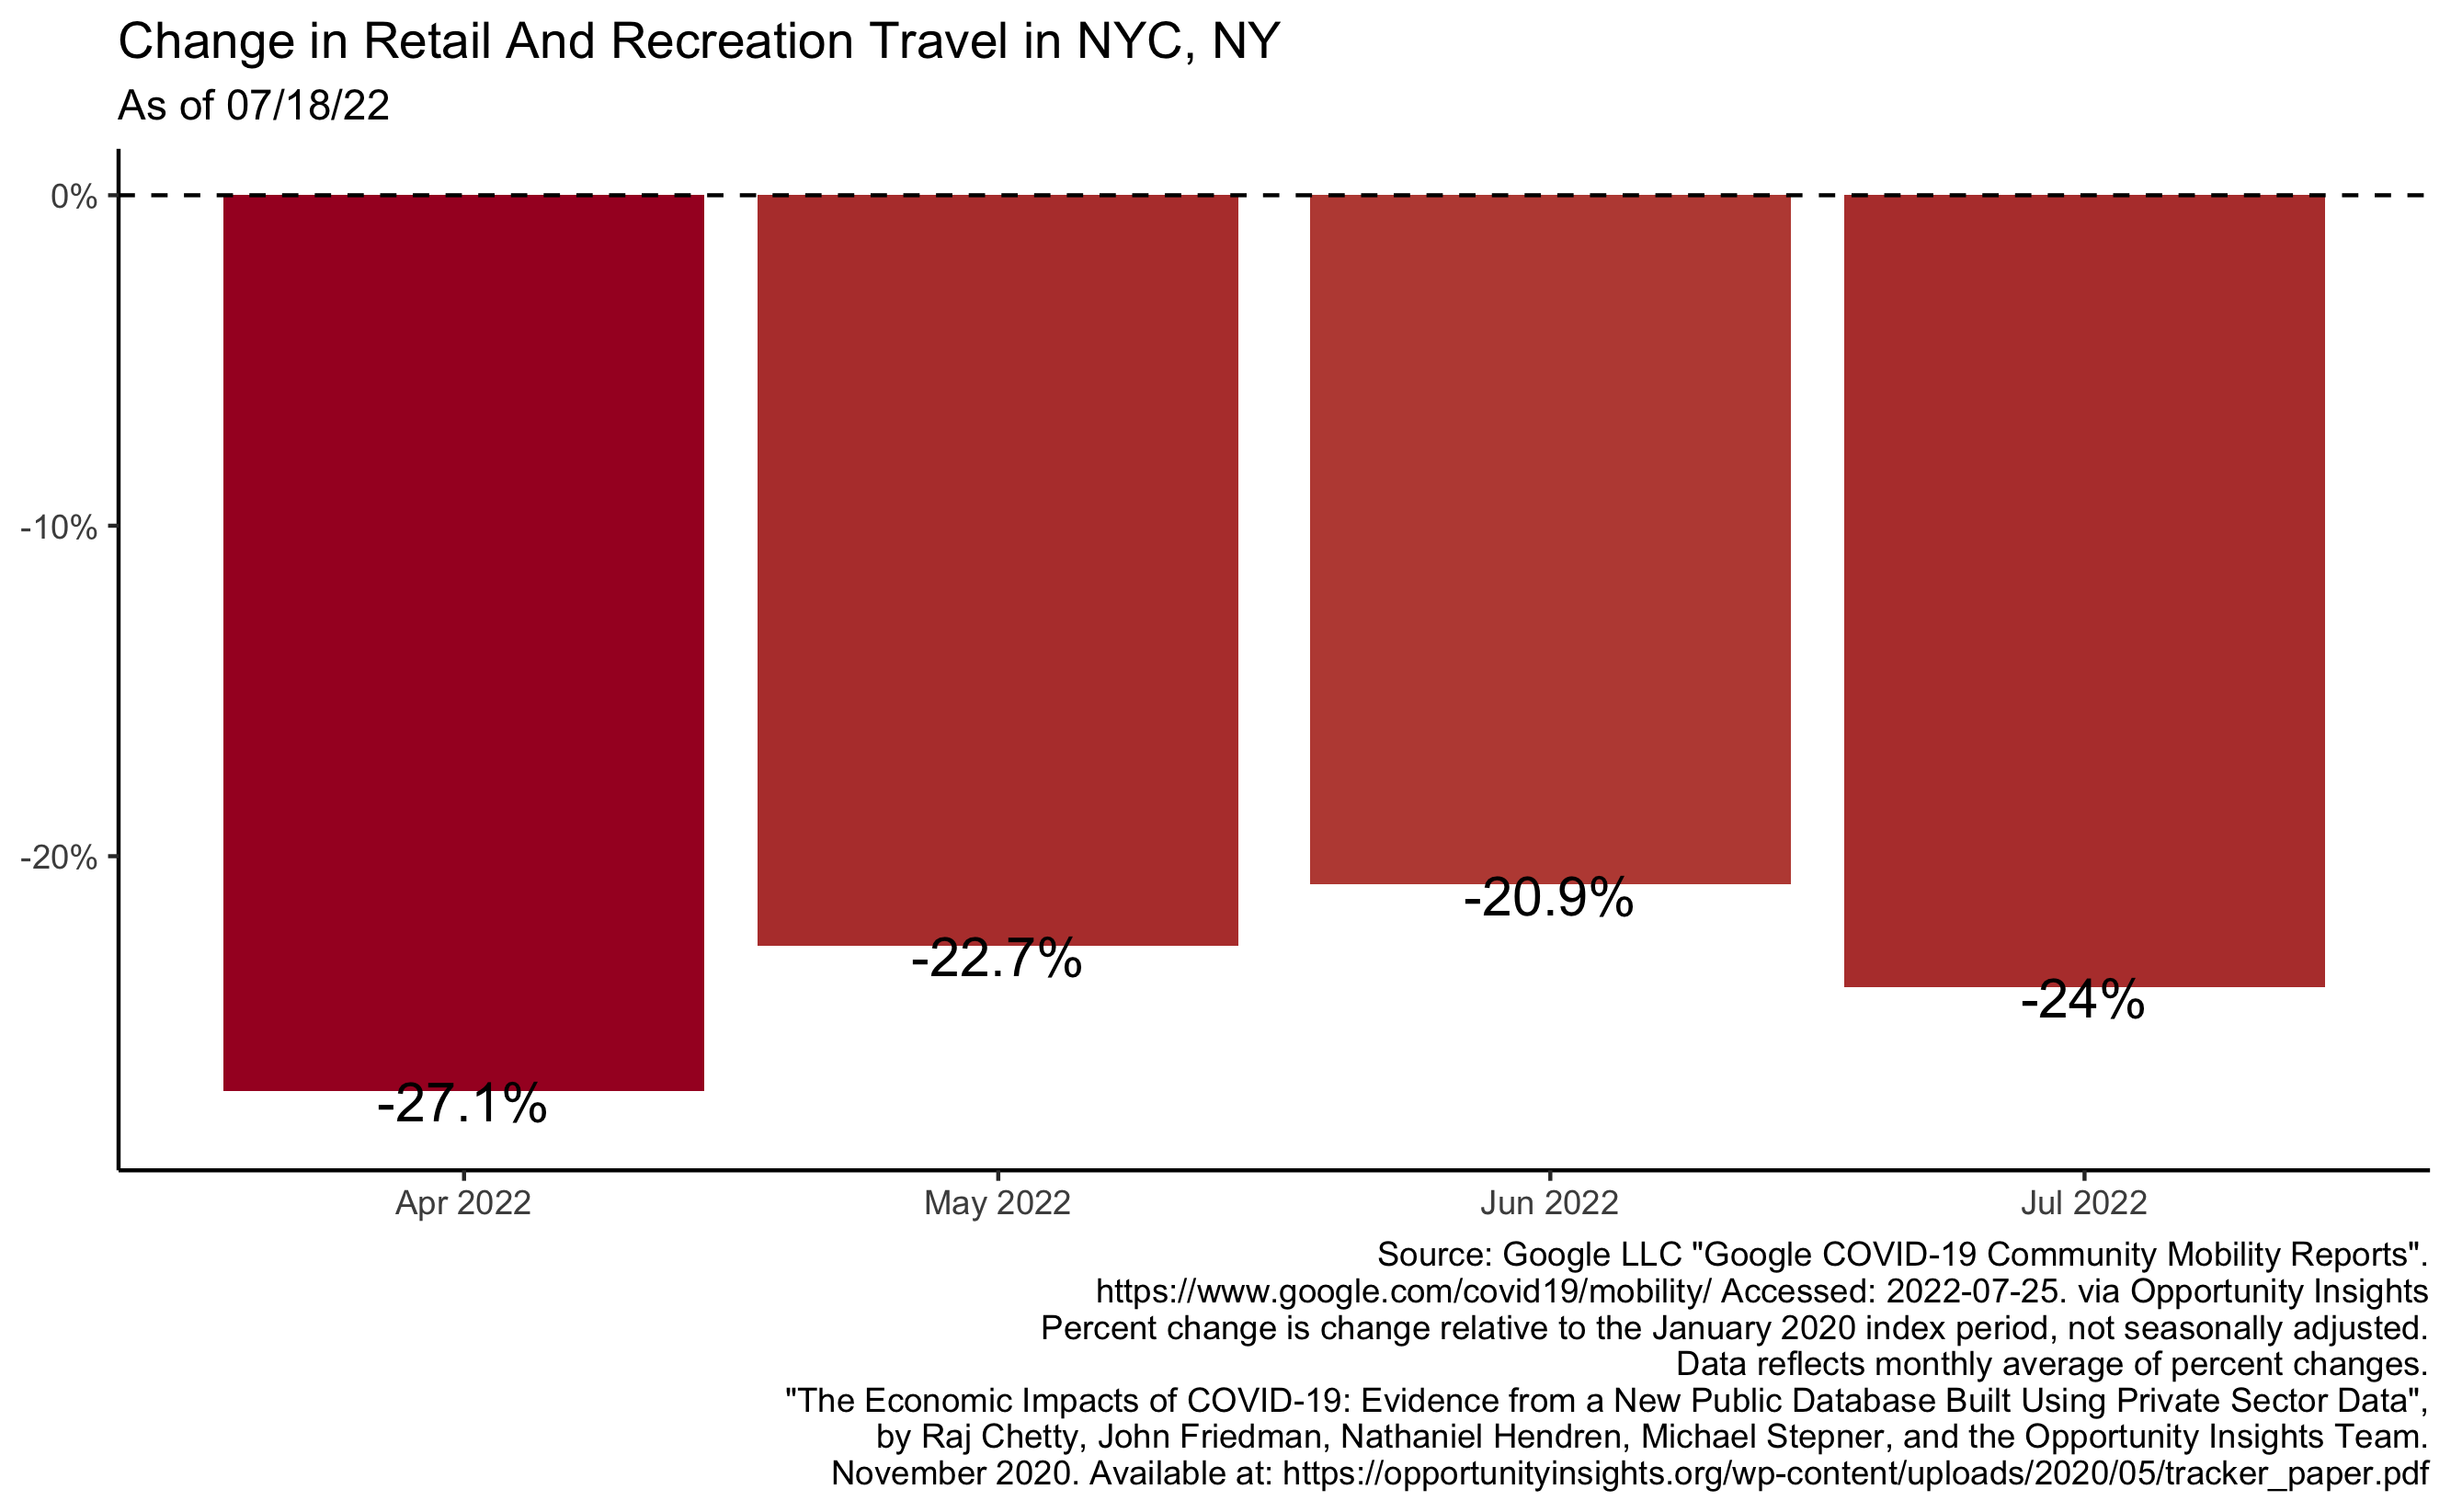 Change in Retail And Recreation Travel in NYC, NY
As of 07/18/22
0%
-10%
-20%
-27.1%
-22.7%
-20.9%
-24%
Apr 2022
May 2022
Jun 2022
Jul 2022
Source: Google LLC "Google COVID-19 Community Mobility Reports".
https://www.google.com/covid19/mobility/ Accessed: 2022-07-25. via Opportunity Insights
Percent change is change relative to the January 2020 index period, not seasonally adjusted.
Data reflects monthly average of percent changes.
"The Economic Impacts of COVID-19: Evidence from a New Public Database Built Using Private Sector Data",
by Raj Chetty, John Friedman, Nathaniel Hendren, Michael Stepner, and the Opportunity Insights Team.
November 2020. Available at: https://opportunityinsights.org/wp-content/uploads/2020/05/tracker_paper.pdf